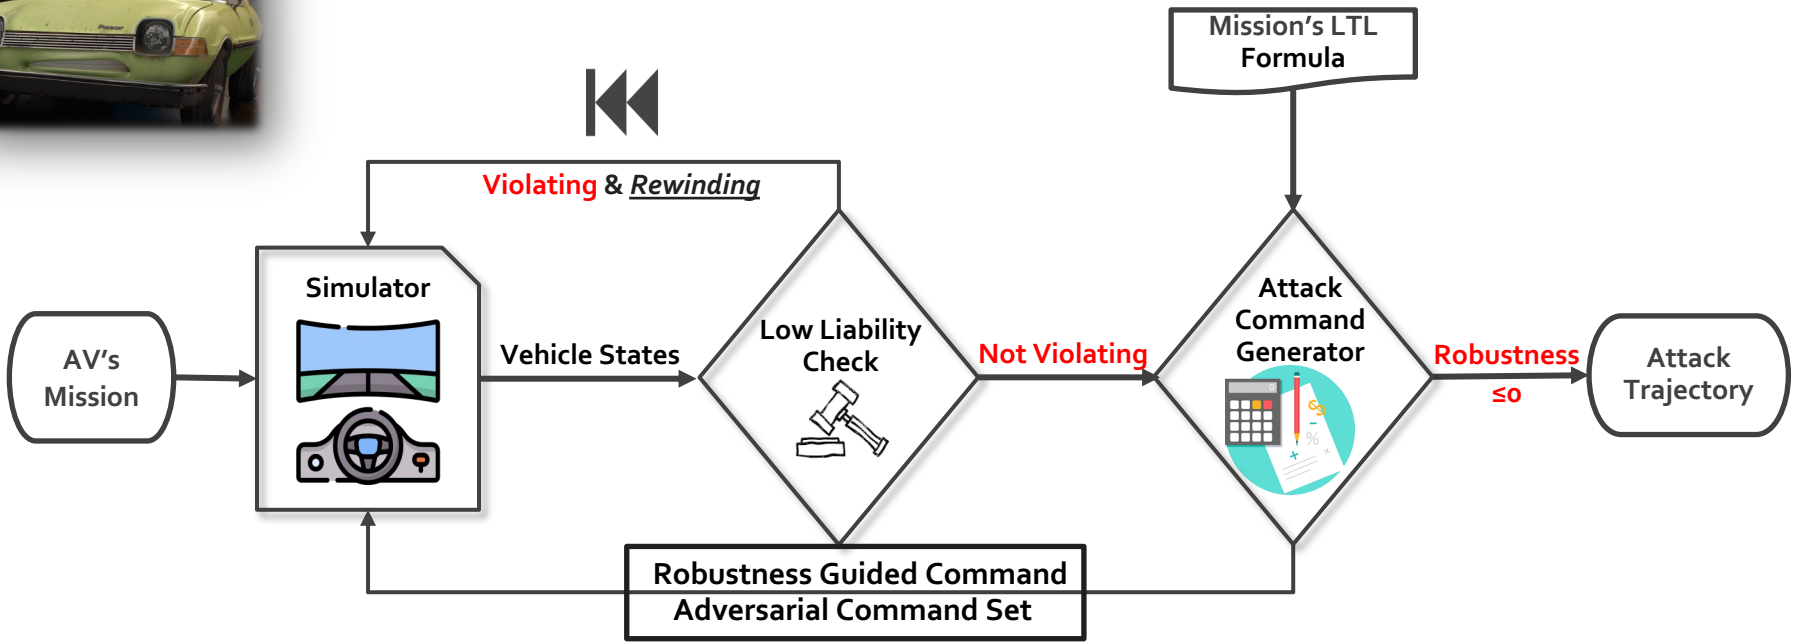 Mission's LTL
Formula
Violating & Rewinding
Simulator
AV's
Mission
Vehicle States
Low Liability
Check
Not Violating
Attack
Command
Generator
Robustness
≤0
Attack
Trajectory
Robustness Guided Command
Adversarial Command Set